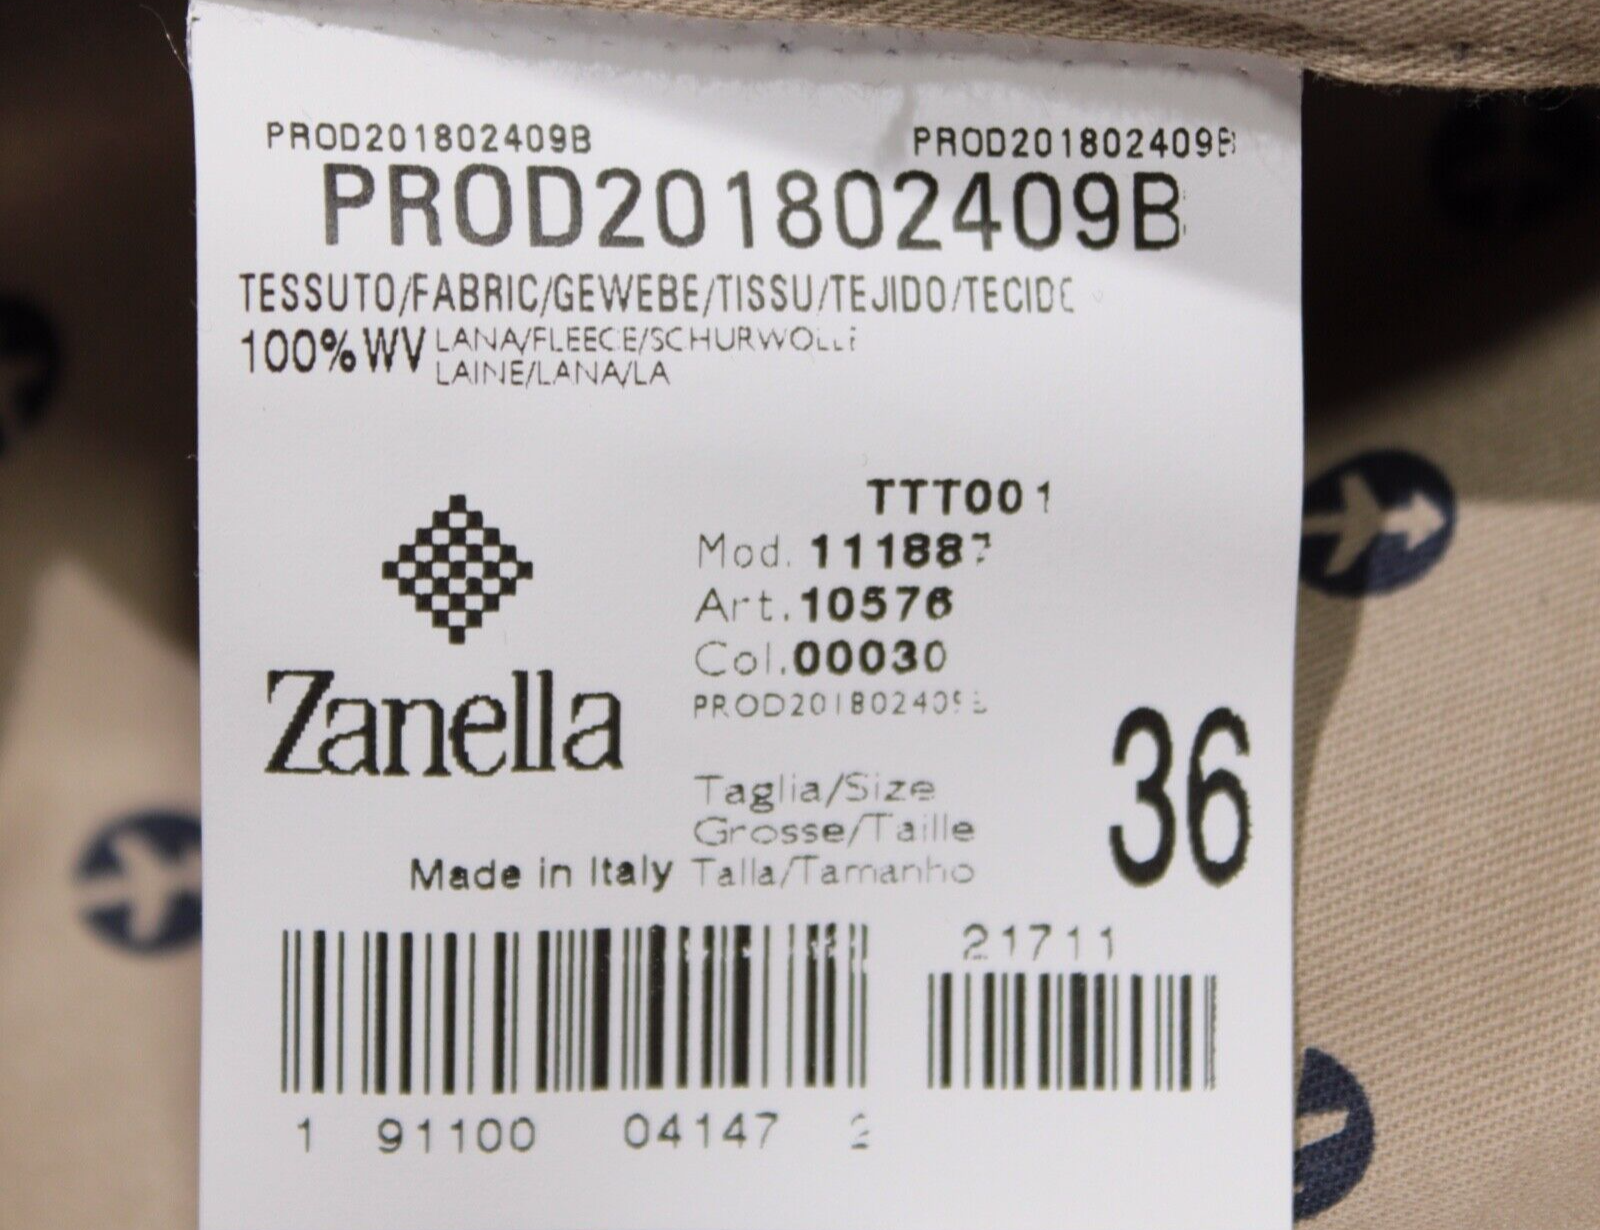 PROD201802409B PROD201802409B
PROD201802409B
TESSUTO/FABRIC/GEWEBE/TISSU/TEJIDO/TECIDO
100%WV LANA/FLEECE/SCHURWOLLE
LAINE/LANA/LA
TTT001
Mod. 111887
Art.10576
Col.00030
PROD201802409B
Zanella
36
Taglia/Size
Grosse/Taille
Made in Italy Talla/Tamanho
21711
1 91100 04147 2